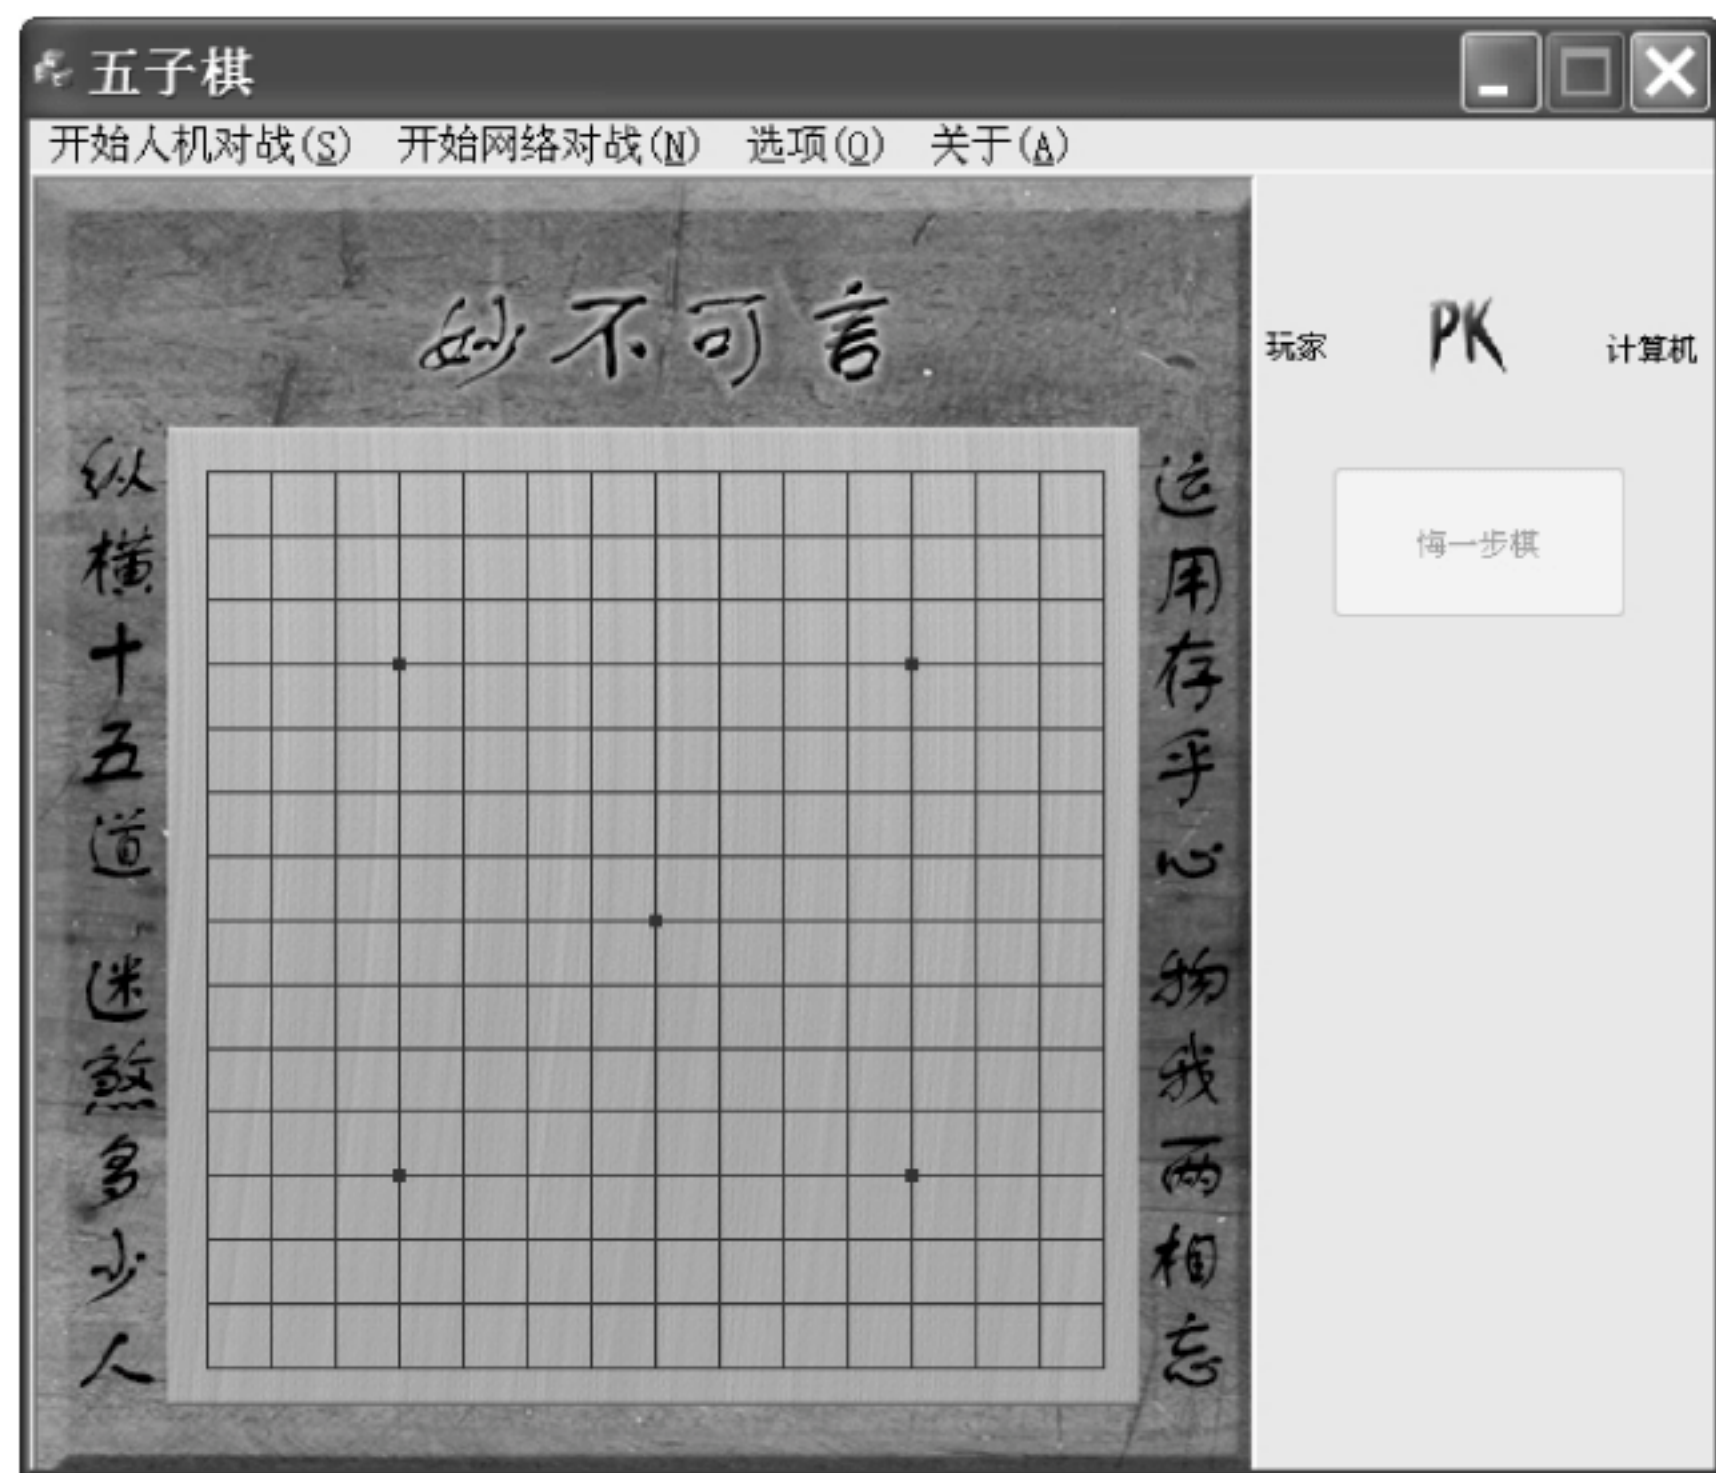 五子棋
开始人机对战(S) 开始网络对战(N) 选项(O) 关于(A)
妙不可言
纵横十五道 迷煞多少人
运用存乎心 物我两相忘
玩家 PK 计算机
悔一步棋